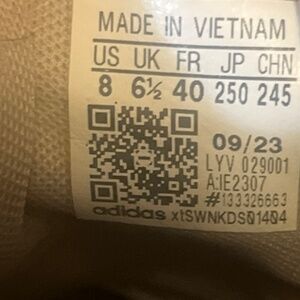 MADE IN VIETNAM
US UK FR JP CHN
8 6½ 40 250 245
09/23
LYV 029001
A:IE2307
#133326663
adidas xtSWNKDS01404